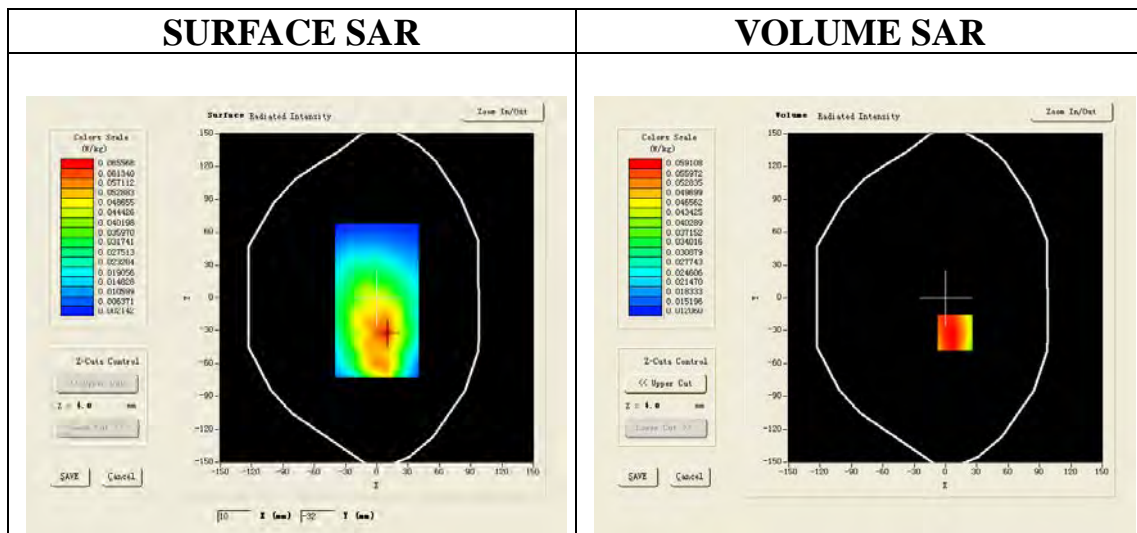 SURFACE SAR
VOLUME SAR
Surface Radiated Intensity
Zoom In/Out
Colors Scale
(W/kg)
0.065568
0.061340
0.057112
0.052883
0.048655
0.044426
0.040198
0.035970
0.031741
0.027513
0.023284
0.019056
0.014828
0.010599
0.006371
0.002142
150
120
90
60
30
0
-30
-60
-90
-120
-150
Y
-150 -120 -90 -60 -30 0 30 60 90 120 150
X
Z-Cuts Control
<< Upper Cut
Z = 4.0 mm
Lower Cut >>
SAVE Cancel
10 X (mm) -32 Y (mm)
Volume Radiated Intensity
Zoom In/Out
Colors Scale
(W/kg)
0.059108
0.055972
0.052835
0.049699
0.046562
0.043425
0.040289
0.037152
0.034016
0.030879
0.027743
0.024606
0.021470
0.018333
0.015196
0.012060
150
120
90
60
30
0
-30
-60
-90
-120
-150
Y
-150 -120 -90 -60 -30 0 30 60 90 120 150
X
Z-Cuts Control
<< Upper Cut
Z = 4.0 mm
Lower Cut >>
SAVE Cancel